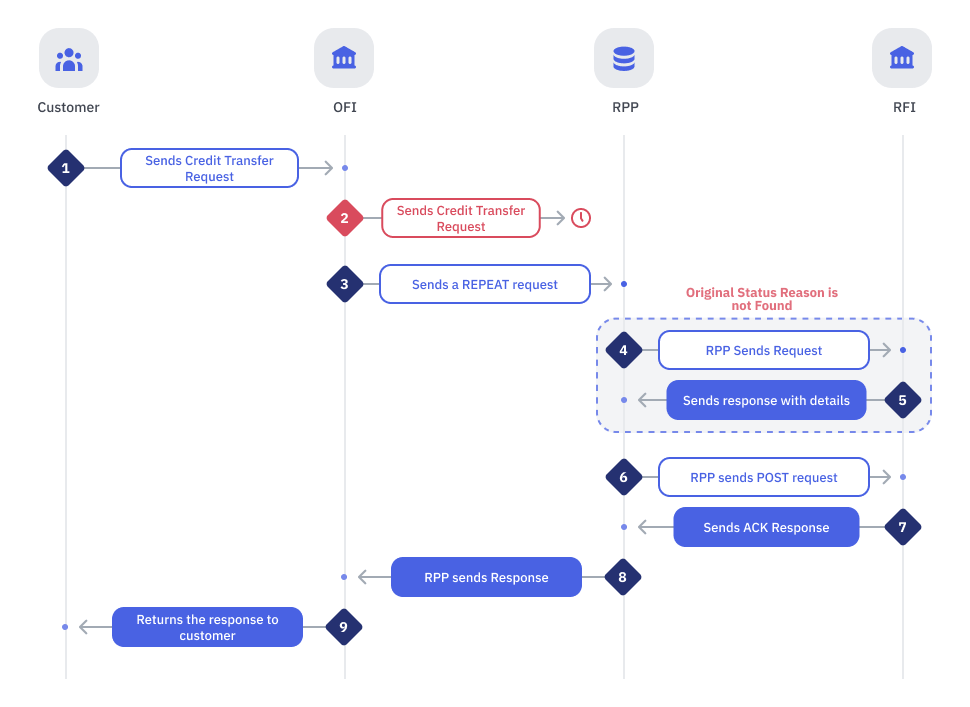 Customer
OFI
RPP
RFI
1
Sends Credit Transfer
Request
2
Sends Credit Transfer
Request
3
Sends a REPEAT request
Original Status Reason is
not Found
4
RPP Sends Request
Sends response with details
5
6
RPP sends POST request
Sends ACK Response
7
RPP sends Response
8
Returns the response to
customer
9